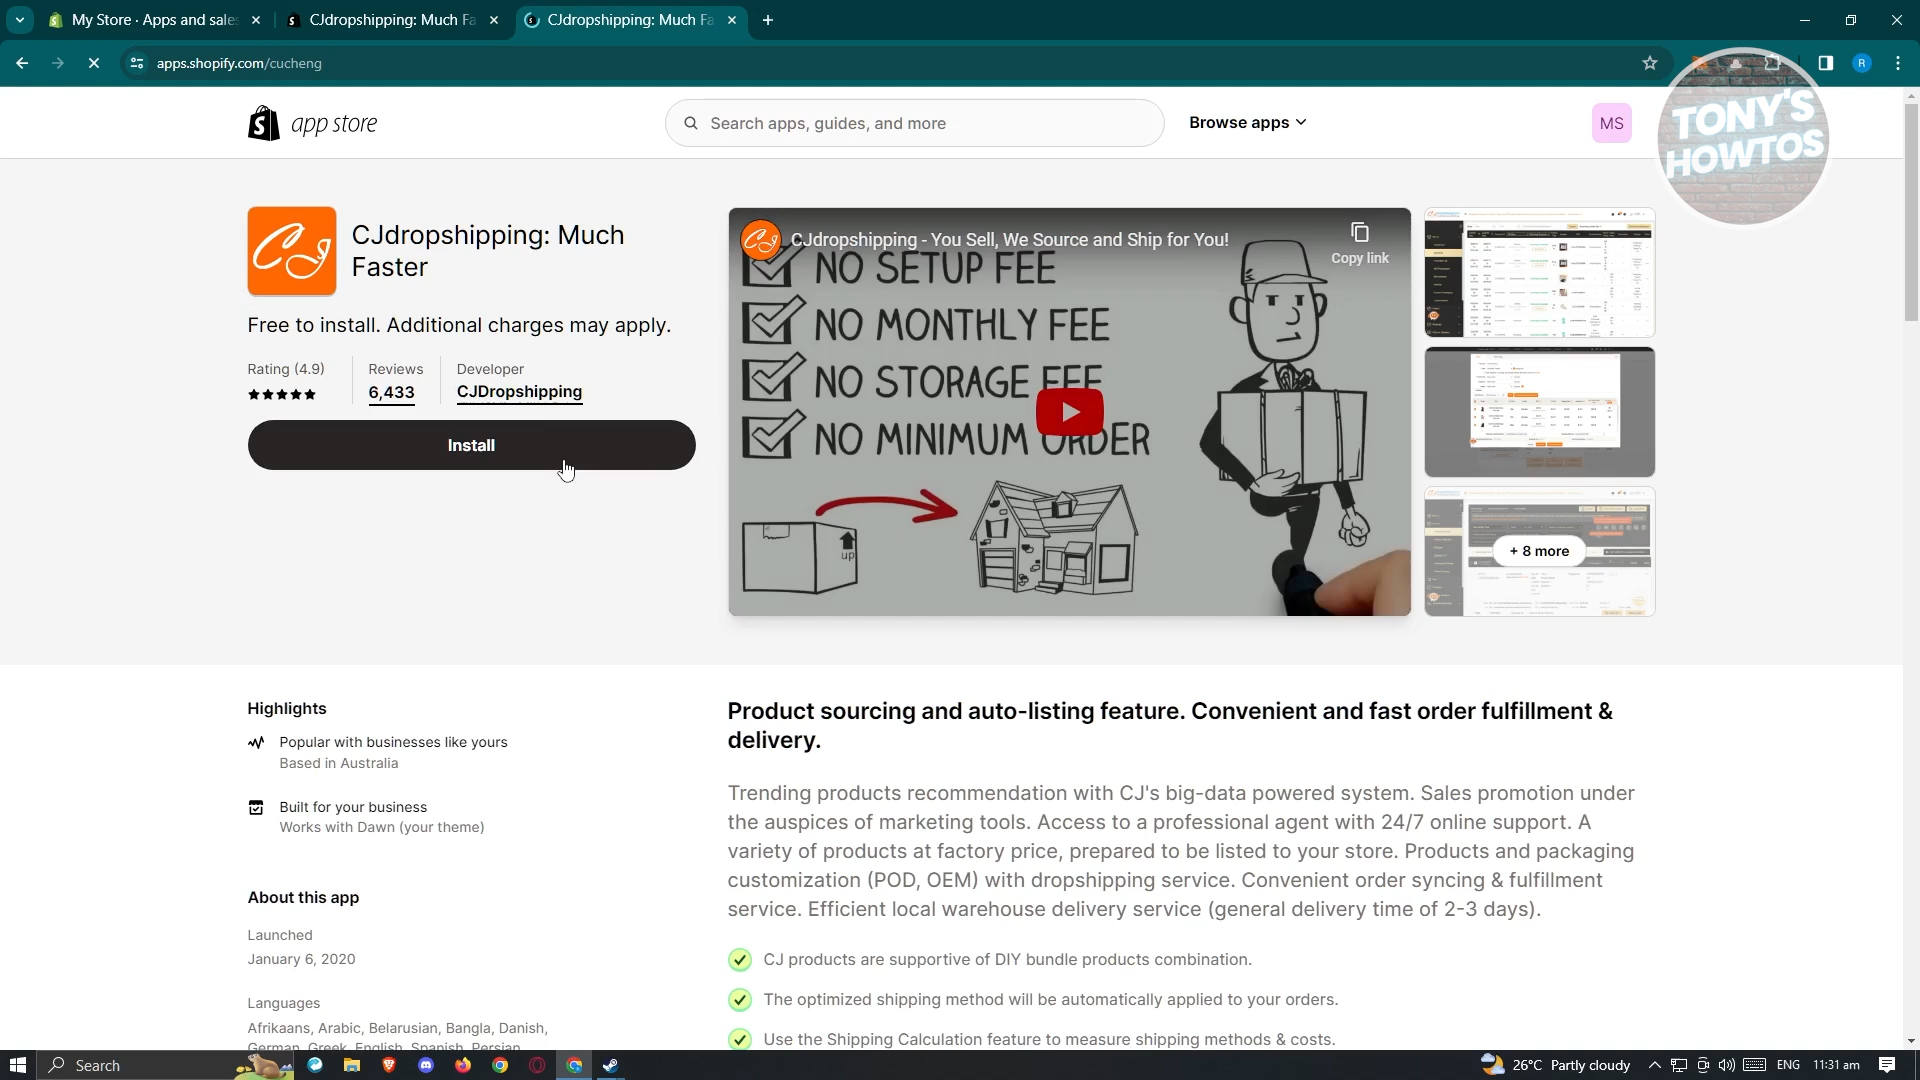 My Store · Apps and sale
CJdropshipping: Much Fa
CJdropshipping: Much Fa
apps.shopify.com/cucheng
R
app store
Search apps, guides, and more
Browse apps
MS
TONY'S
HOWTOS
CJ
CJdropshipping: Much
Faster
Free to install. Additional charges may apply.
Rating (4.9)
Reviews
Developer
6,433
CJDropshipping
Install
CJ
CJdropshipping - You Sell, We Source and Ship for You!
Copy link
NO SETUP FEE
NO MONTHLY FEE
NO STORAGE FEE
NO MINIMUM ORDER
up
+ 8 more
Highlights
Popular with businesses like yours
Based in Australia
Built for your business
Works with Dawn (your theme)
About this app
Launched
January 6, 2020
Languages
Afrikaans, Arabic, Belarusian, Bangla, Danish,
German, Greek, English, Spanish, Persian
Product sourcing and auto-listing feature. Convenient and fast order fulfillment &
delivery.
Trending products recommendation with CJ's big-data powered system. Sales promotion under
the auspices of marketing tools. Access to a professional agent with 24/7 online support. A
variety of products at factory price, prepared to be listed to your store. Products and packaging
customization (POD, OEM) with dropshipping service. Convenient order syncing & fulfillment
service. Efficient local warehouse delivery service (general delivery time of 2-3 days).
CJ products are supportive of DIY bundle products combination.
The optimized shipping method will be automatically applied to your orders.
Use the Shipping Calculation feature to measure shipping methods & costs.
Search
26°C Partly cloudy
ENG
11:31 am